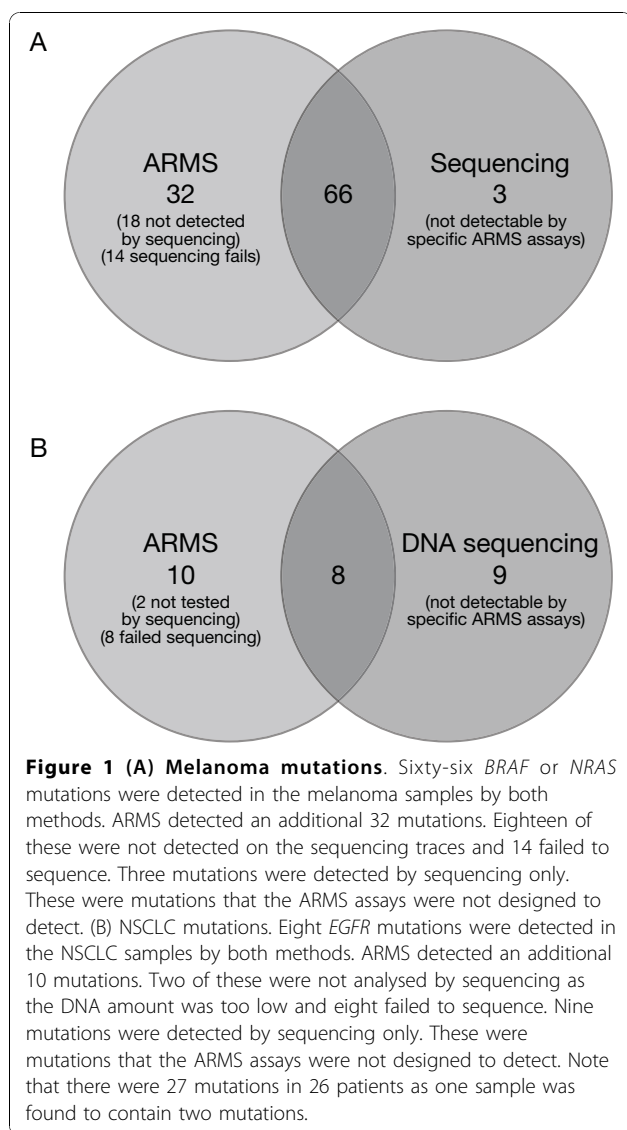 A
ARMS
32
(18 not detected
by sequencing)
(14 sequencing fails)
66
Sequencing
3
(not detectable by
specific ARMS assays)
B
ARMS
10
(2 not tested
by sequencing)
(8 failed sequencing)
8
DNA sequencing
9
(not detectable by
specific ARMS assays)
Figure 1 (A) Melanoma mutations. Sixty-six BRAF or NRAS
mutations were detected in the melanoma samples by both
methods. ARMS detected an additional 32 mutations. Eighteen of
these were not detected on the sequencing traces and 14 failed to
sequence. Three mutations were detected by sequencing only.
These were mutations that the ARMS assays were not designed to
detect. (B) NSCLC mutations. Eight EGFR mutations were detected in
the NSCLC samples by both methods. ARMS detected an additional
10 mutations. Two of these were not analysed by sequencing as
the DNA amount was too low and eight failed to sequence. Nine
mutations were detected by sequencing only. These were
mutations that the ARMS assays were not designed to detect. Note
that there were 27 mutations in 26 patients as one sample was
found to contain two mutations.